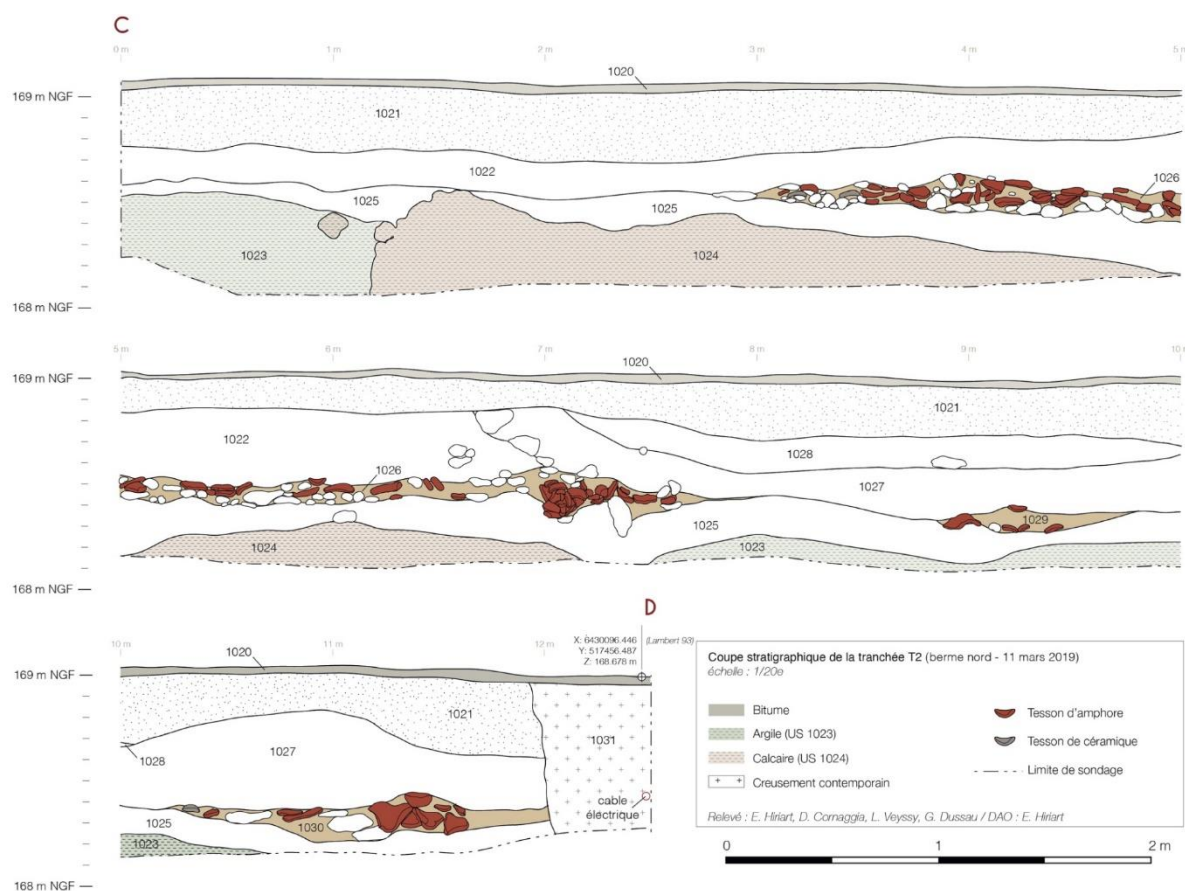 C
0 m 1 m 2 m 3 m 4 m 5 m
1020
169 m NGF
1021
1022
1026
1025
1025
1023
1024
168 m NGF
5 m 6 m 7 m 8 m 9 m 10 m
1020
169 m NGF
1021
1022
1028
1026
1027
1025
1029
1024
1023
168 m NGF
D
10 m 11 m 12 m
X: 6430096.446 (Lambert 93)
Y: 517456.487
Z: 168.678 m
1020
169 m NGF
1021
1031
1027
1028
cable
électrique
1025
1030
1023
168 m NGF
Coupe stratigraphique de la tranchée T2 (berme nord - 11 mars 2019)
échelle : 1/20e
Bitume
Argile (US 1023)
Calcaire (US 1024)
Creusement contemporain
Tesson d'amphore
Tesson de céramique
Limite de sondage
Relevé : E. Hiriart, D. Cornaggia, L. Veyssy, G. Dussau / DAO : E. Hiriart
0 1 2 m